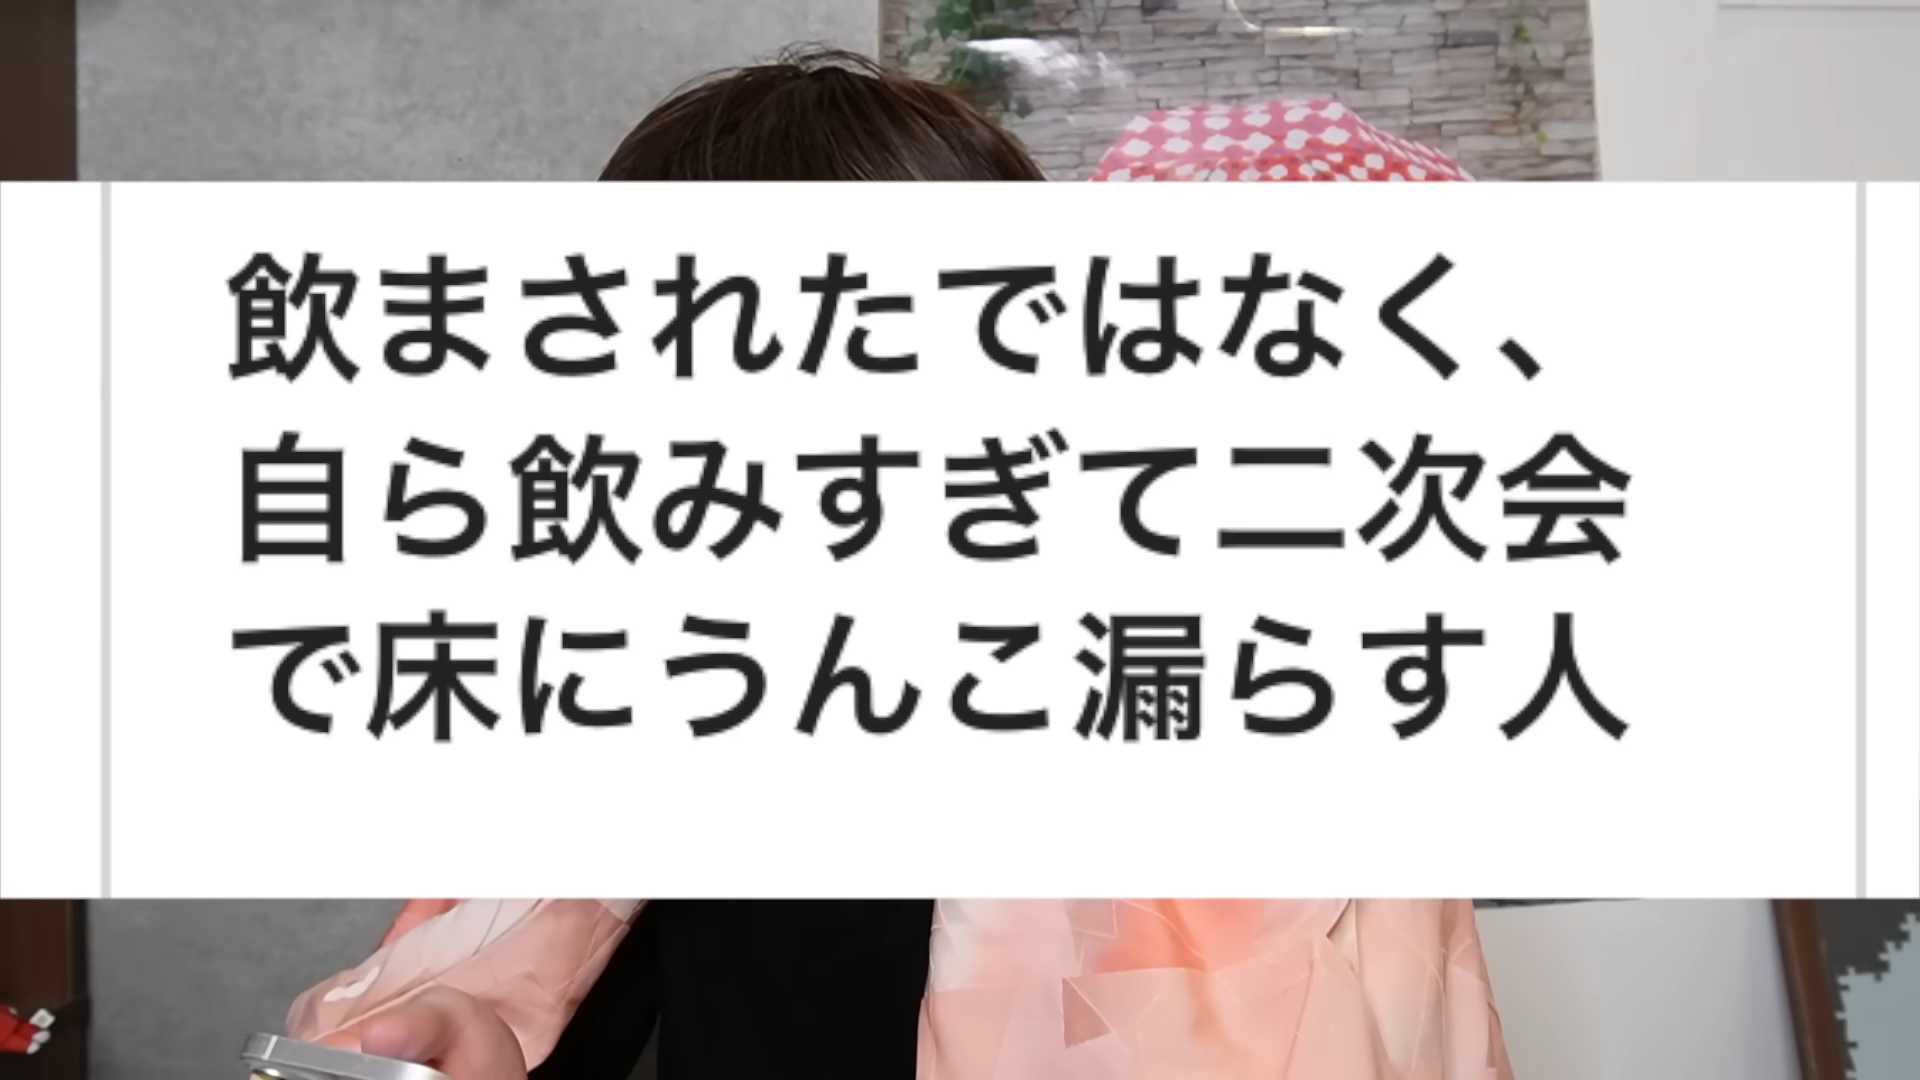 飲まされたではなく、
自ら飲みすぎて二次会
で床にうんこ漏らす人